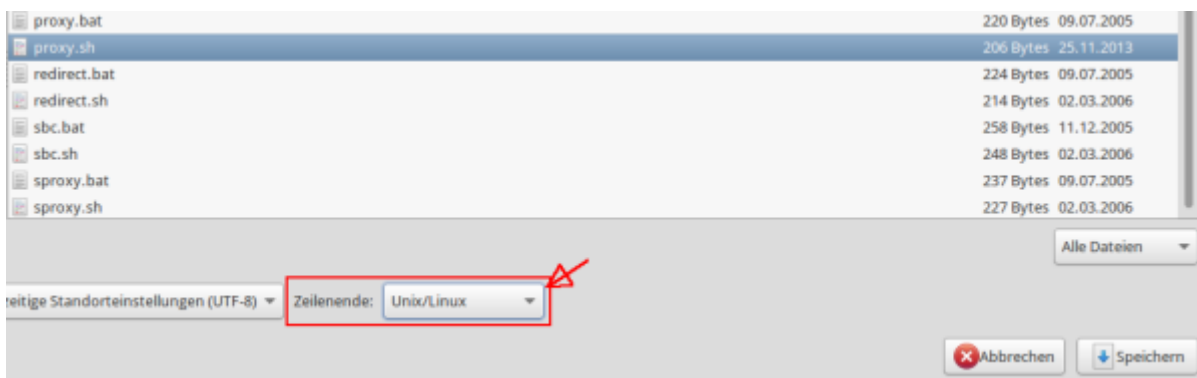 proxy.bat 220 Bytes 09.07.2005
proxy.sh 206 Bytes 25.11.2013
redirect.bat 224 Bytes 09.07.2005
redirect.sh 214 Bytes 02.03.2006
sbc.bat 258 Bytes 11.12.2005
sbc.sh 248 Bytes 02.03.2006
sproxy.bat 237 Bytes 09.07.2005
sproxy.sh 227 Bytes 02.03.2006
Alle Dateien
zeitige Standorteinstellungen (UTF-8) Zeilenende: Unix/Linux
Abbrechen Speichern